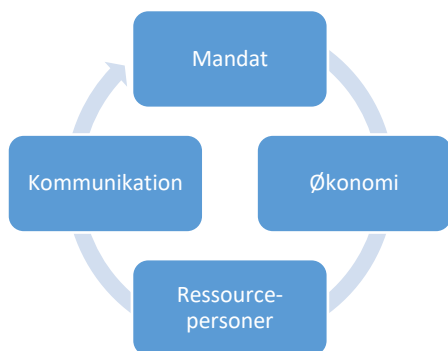 Mandat
Økonomi
Ressource-
personer
Kommunikation